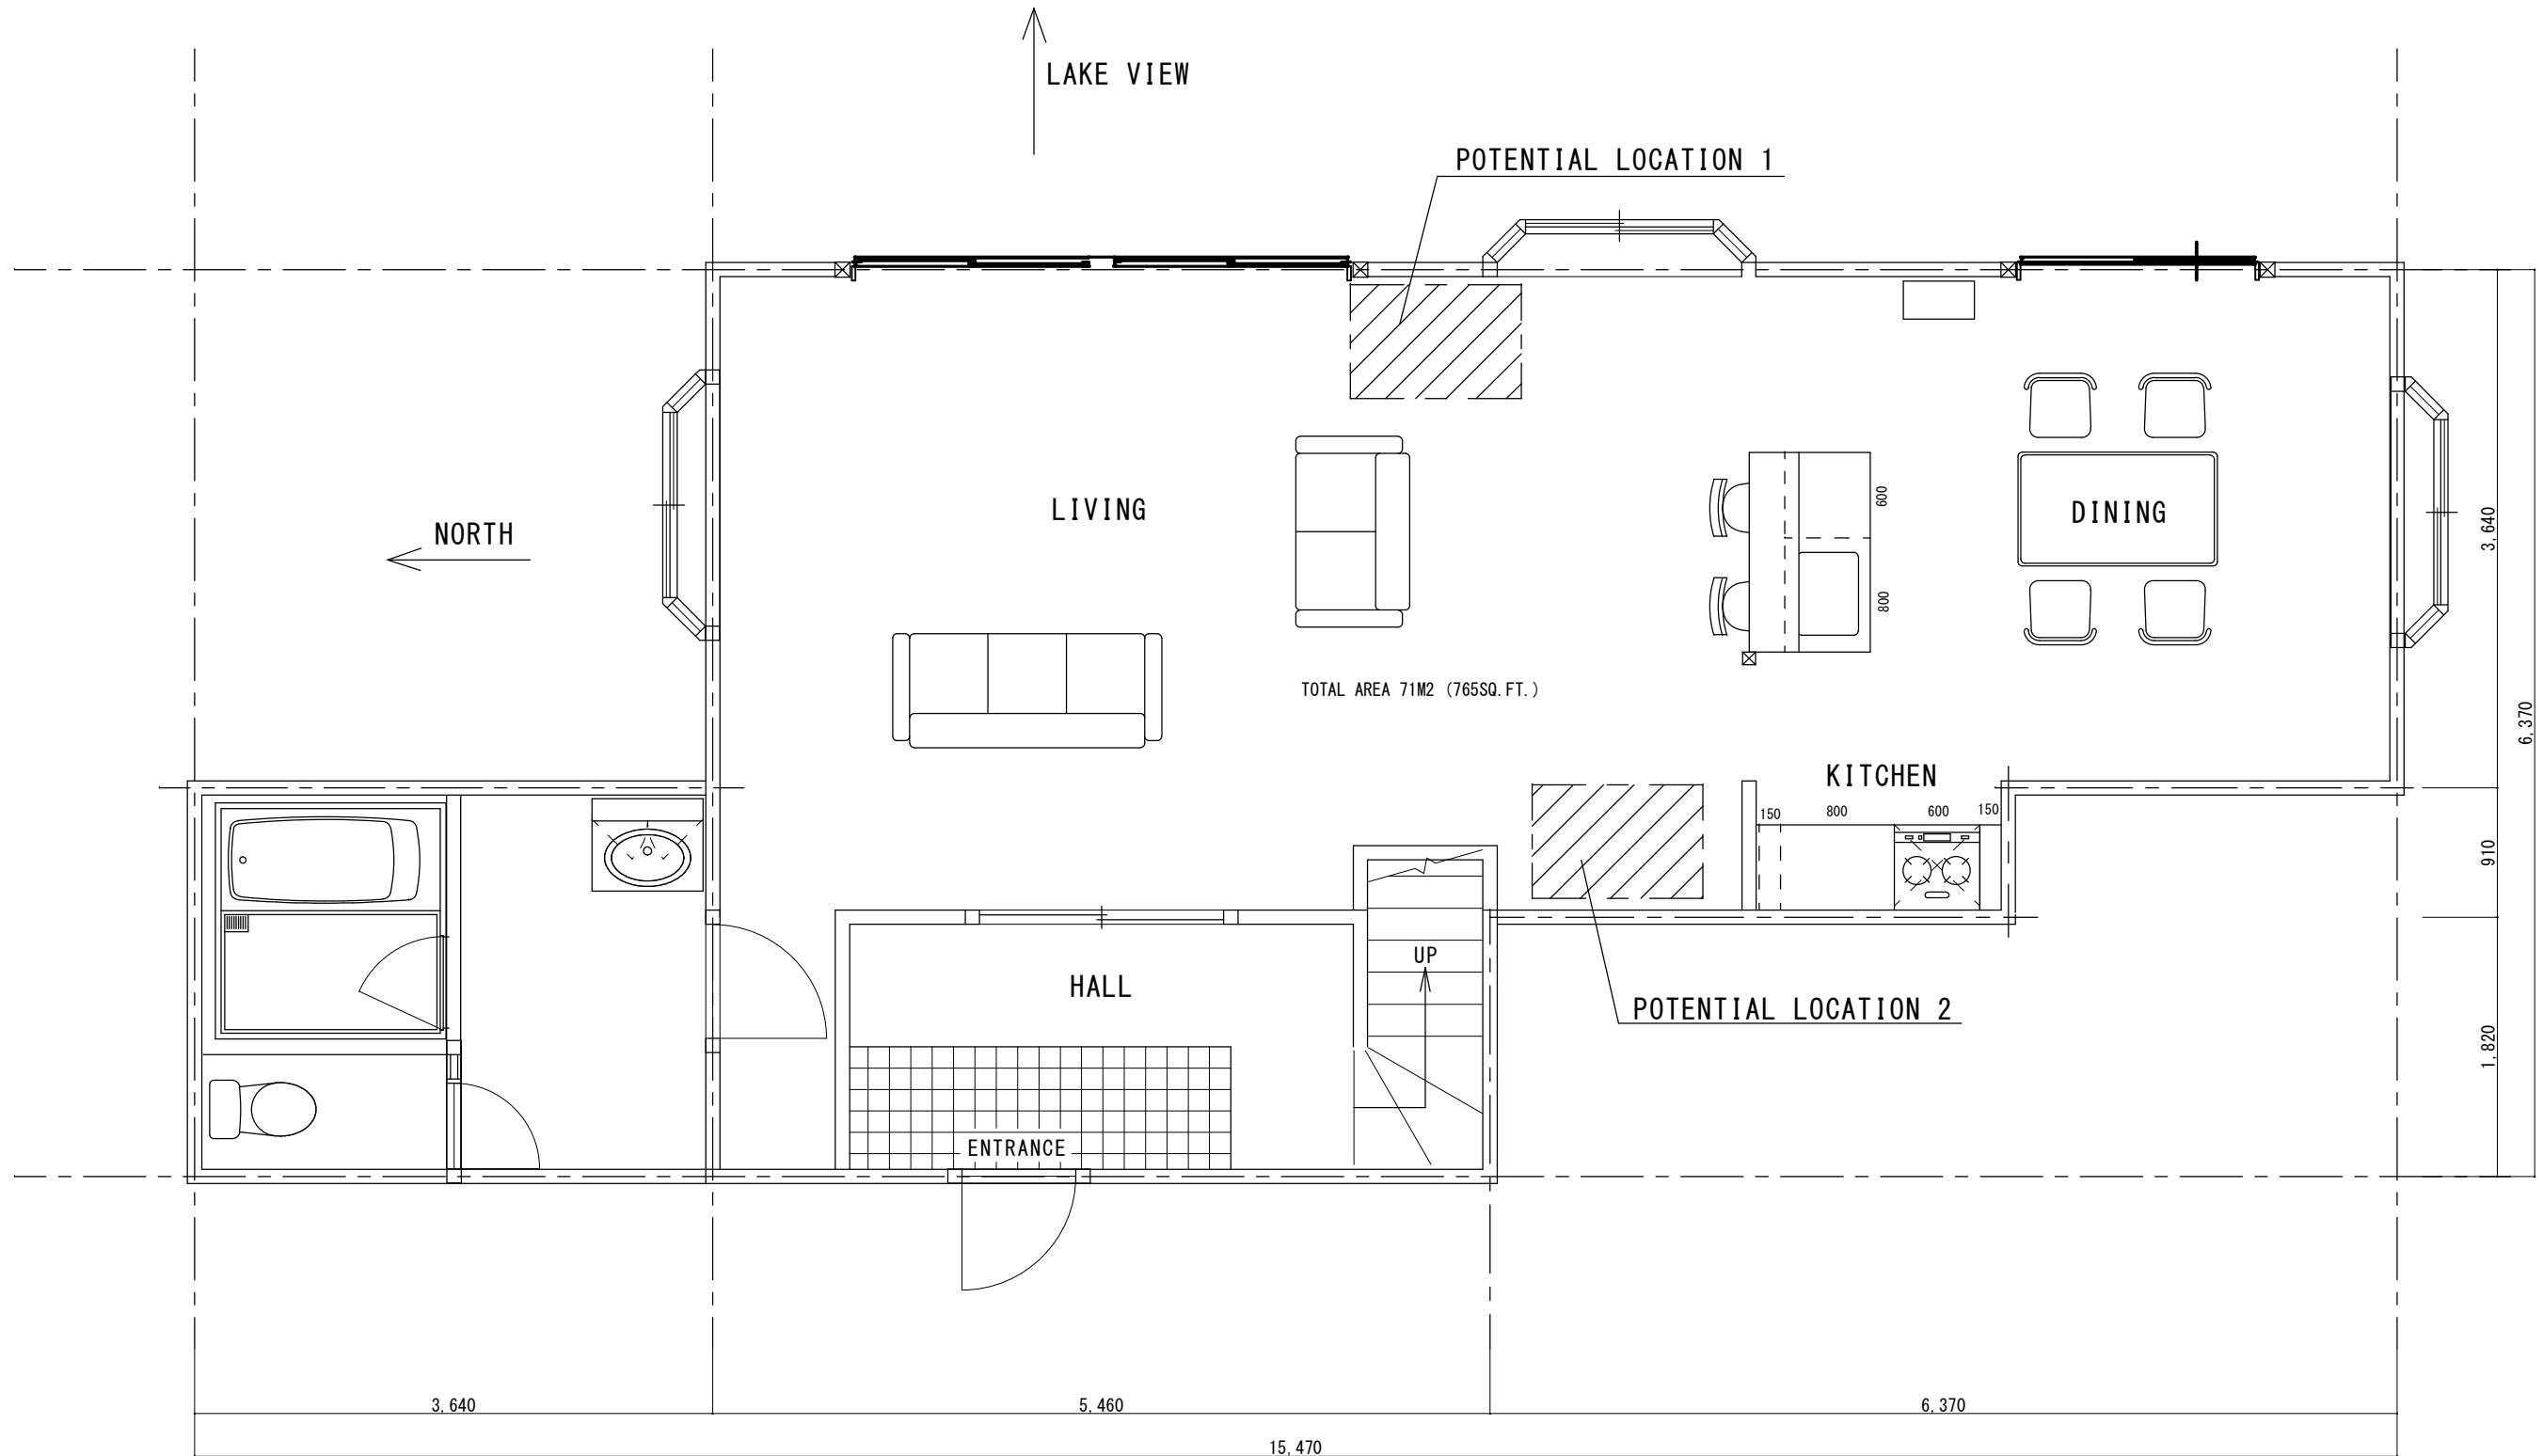 LAKE VIEW
POTENTIAL LOCATION 1
NORTH
LIVING
600
DINING
3,640
800
TOTAL AREA 71M2 (765SQ.FT.)
6,370
KITCHEN
150
800
600
150
910
UP
HALL
POTENTIAL LOCATION 2
1,820
ENTRANCE
3,640
5,460
6,370
15,470